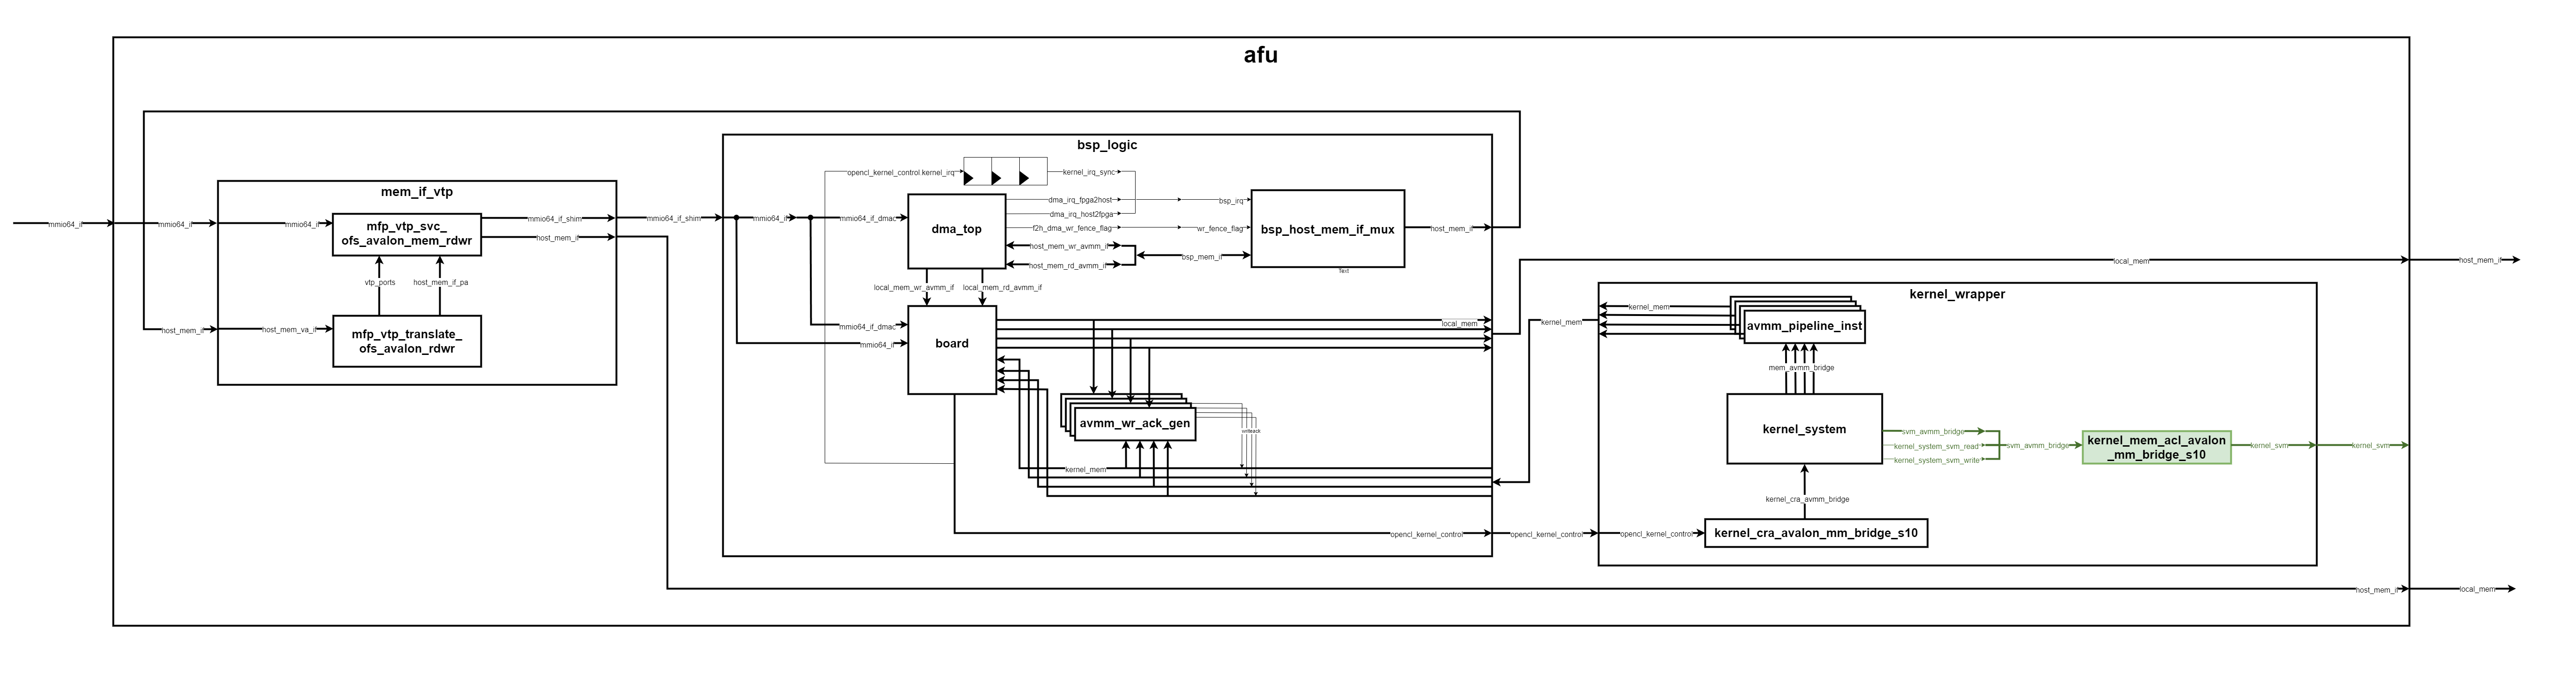 afu
bsp_logic
mem_if_vtp
kernel_wrapper
mmio64_if
mmio64_if
mmio64_if
mfp_vtp_svc_
ofs_avalon_mem_rdwr
mmio64_if_shim
host_mem_if
mmio64_if_shim
vtp_ports
host_mem_if_pa
host_mem_if
host_mem_va_if
mfp_vtp_translate_
ofs_avalon_rdwr
opencl_kernel_control.kernel_irq
kernel_irq_sync
mmio64_if
mmio64_if_dmac
dma_top
dma_irq_fpga2host
dma_irq_host2fpga
f2h_dma_wr_fence_flag
host_mem_wr_avmm_if
host_mem_rd_avmm_if
bsp_irq
wr_fence_flag
bsp_mem_if
bsp_host_mem_if_mux
Text
host_mem_if
local_mem_wr_avmm_if
local_mem_rd_avmm_if
mmio64_if_dmac
mmio64_if
board
local_mem
avmm_wr_ack_gen
writeack
kernel_mem
opencl_kernel_control
opencl_kernel_control
opencl_kernel_control
kernel_mem
local_mem
host_mem_if
kernel_mem
avmm_pipeline_inst
mem_avmm_bridge
kernel_system
svm_avmm_bridge
kernel_system_svm_read
kernel_system_svm_write
svm_avmm_bridge
kernel_mem_acl_avalon
_mm_bridge_s10
kernel_svm
kernel_svm
kernel_cra_avmm_bridge
kernel_cra_avalon_mm_bridge_s10
host_mem_if
local_mem